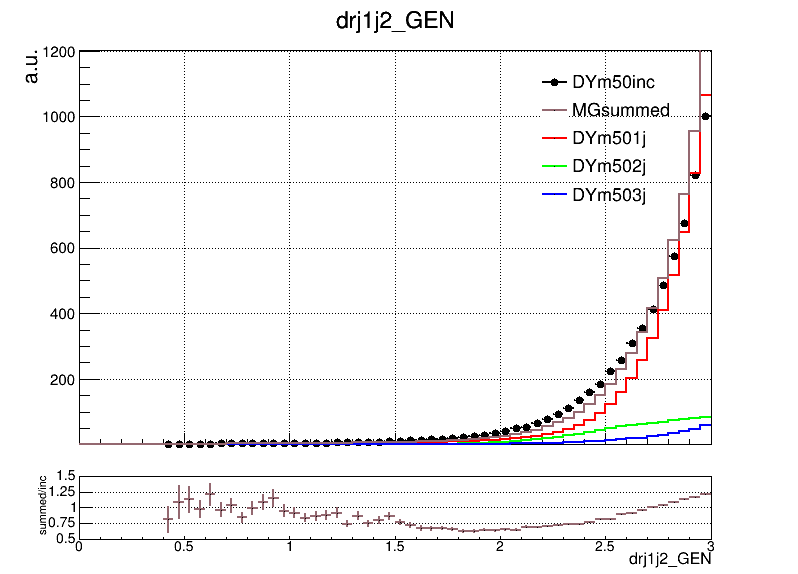 drj1j2_GEN
a.u.
1200
1000
800
600
400
200
DYm50inc
MGsummed
DYm501j
DYm502j
DYm503j
summed/inc
1.5
1.25
1
0.75
0.5
0 0.5 1 1.5 2 2.5 3
drj1j2_GEN